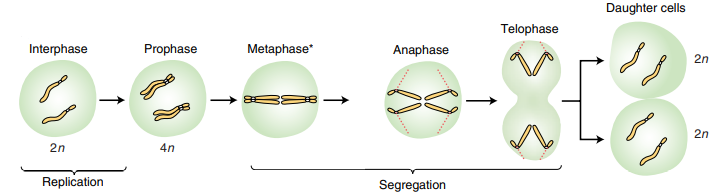 Interphase
Prophase
Metaphase*
Anaphase
Telophase
Daughter cells
2n
4n
2n
2n
Replication
Segregation